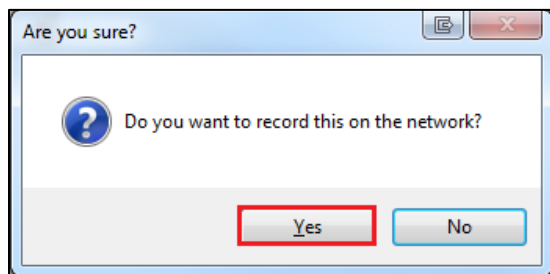 Are you sure?
Do you want to record this on the network?
Yes
No